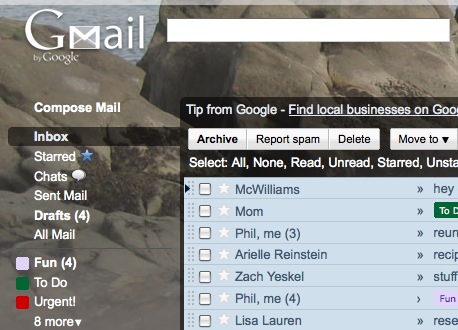 Gmail
by Google
Compose Mail
Tip from Google - Find local businesses on Goo
Inbox
Archive Report spam Delete Move to ▾
Starred
Select: All, None, Read, Unread, Starred, Unsta
Chats
Sent Mail
McWilliams » hey
Drafts (4)
Mom » To D
All Mail
Phil, me (3) » reun
Arielle Reinstein » recip
Fun (4)
Zach Yeskel » stuff
To Do
Phil, me (4) › Fun
Urgent!
Lisa Lauren » rese
8 more▾